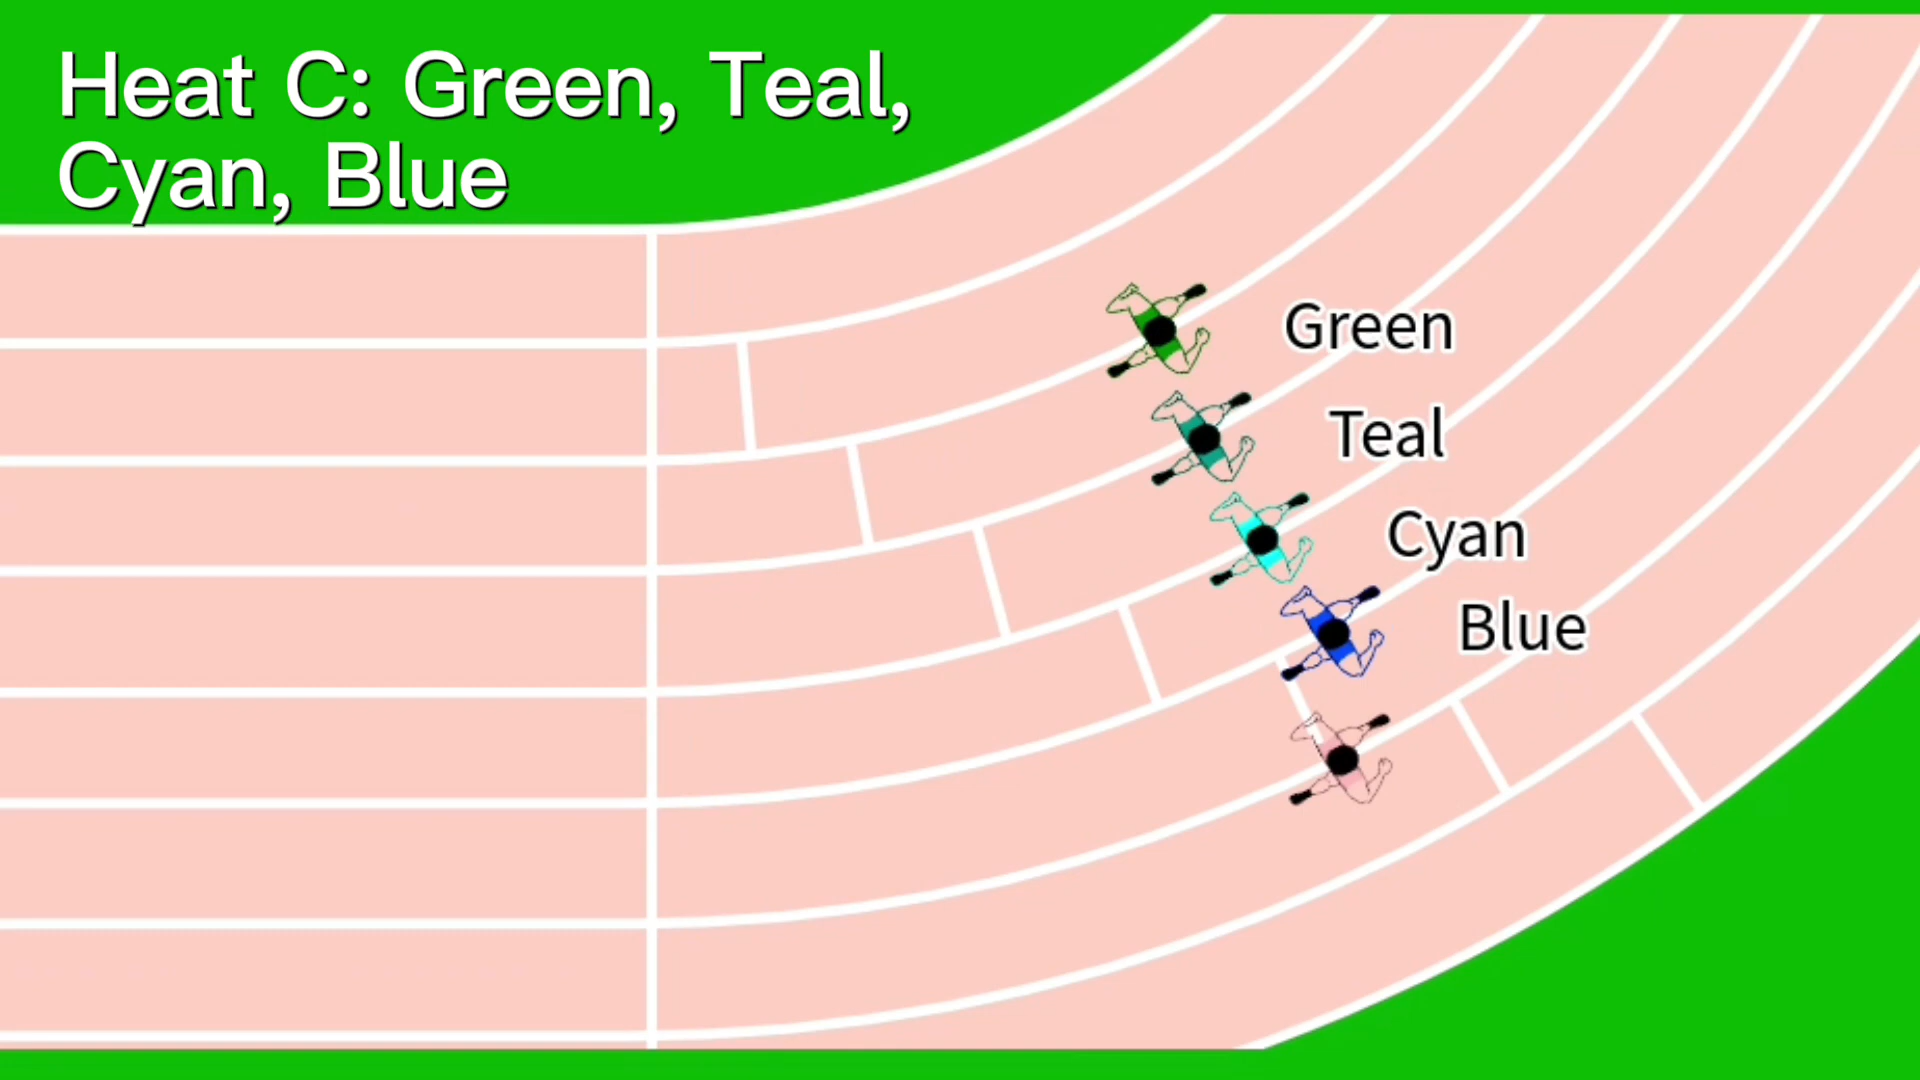 Heat C: Green, Teal,
Cyan, Blue
Green
Teal
Cyan
Blue